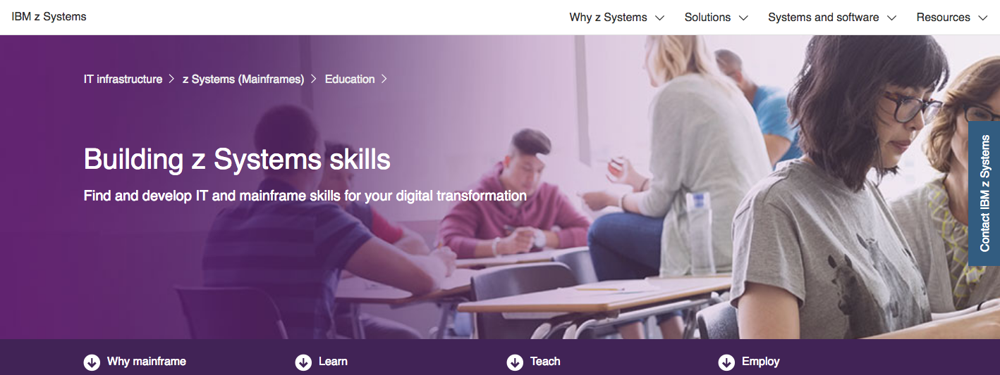 IBM z Systems
Why z Systems
Solutions
Systems and software
Resources
IT infrastructure
z Systems (Mainframes)
Education
Building z Systems skills
Find and develop IT and mainframe skills for your digital transformation
Contact IBM z Systems
Why mainframe
Learn
Teach
Employ